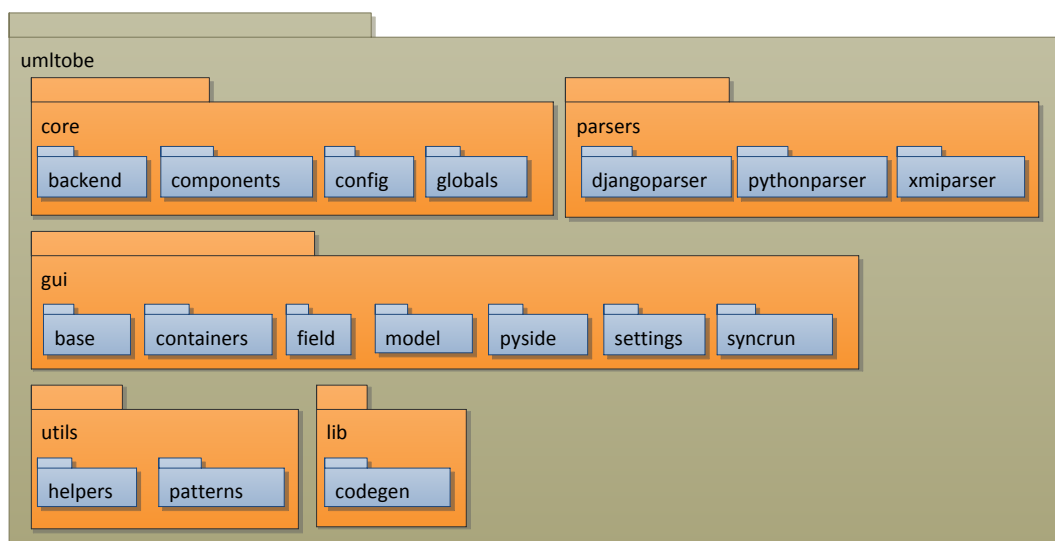 umltobe
core
parsers
backend components config globals
djangoparser pythonparser xmiparser
gui
base containers field model pyside settings syncrun
utils
lib
helpers patterns
codegen